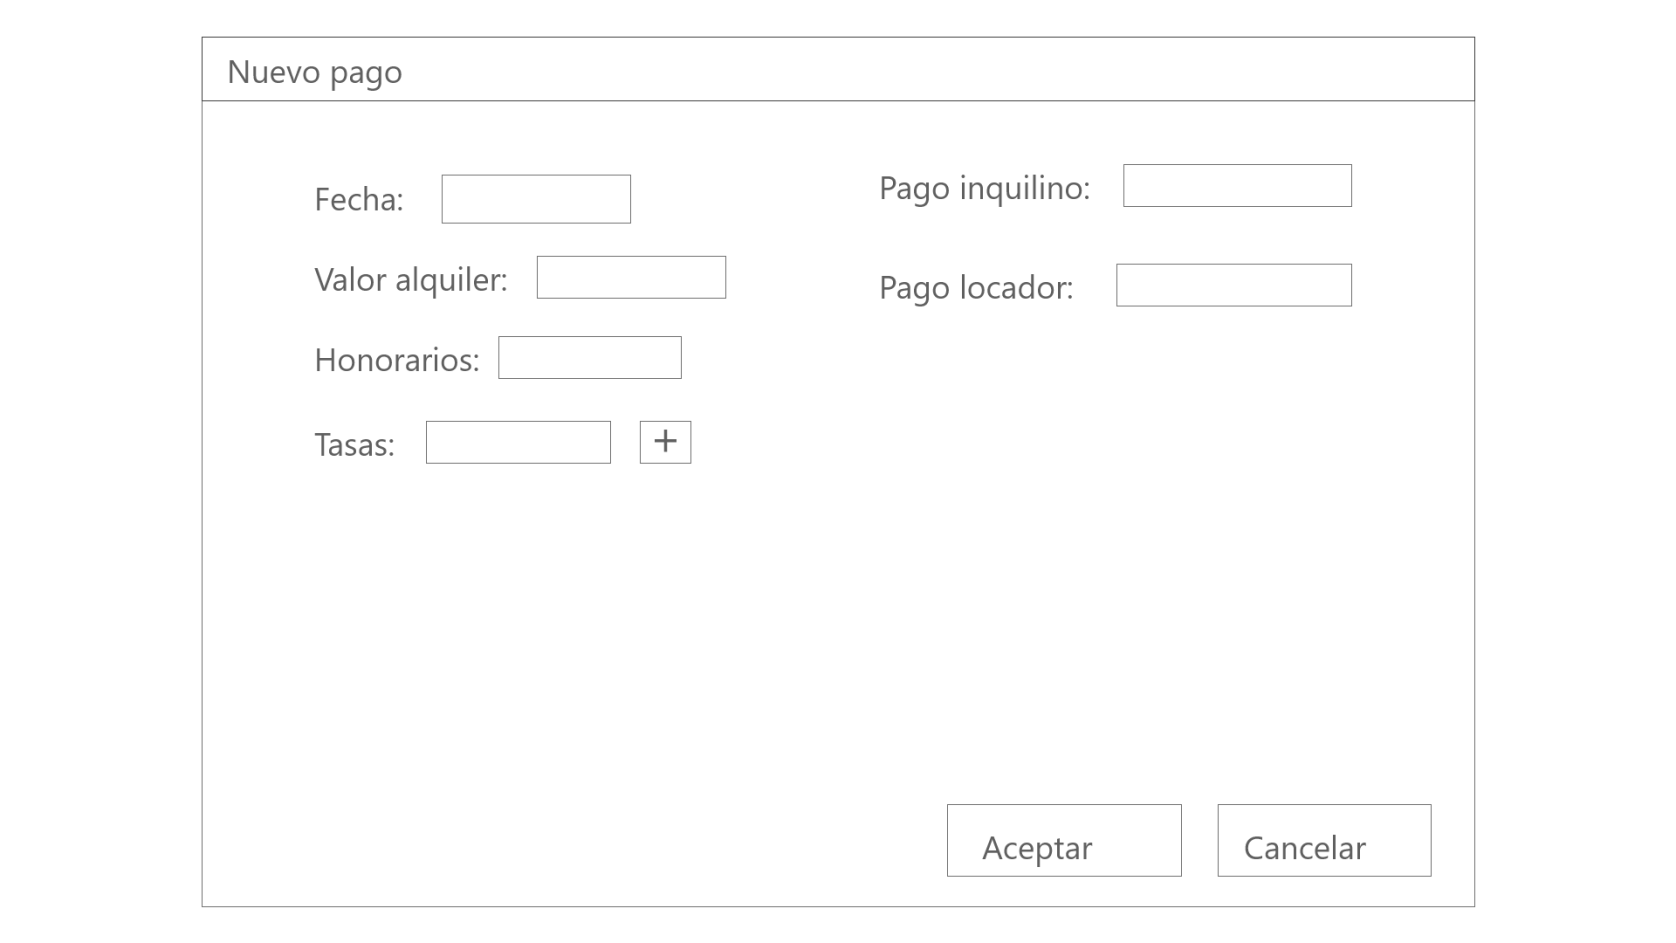 Nuevo pago
Fecha:
Valor alquiler:
Honorarios:
Tasas:
+
Pago inquilino:
Pago locador:
Aceptar
Cancelar